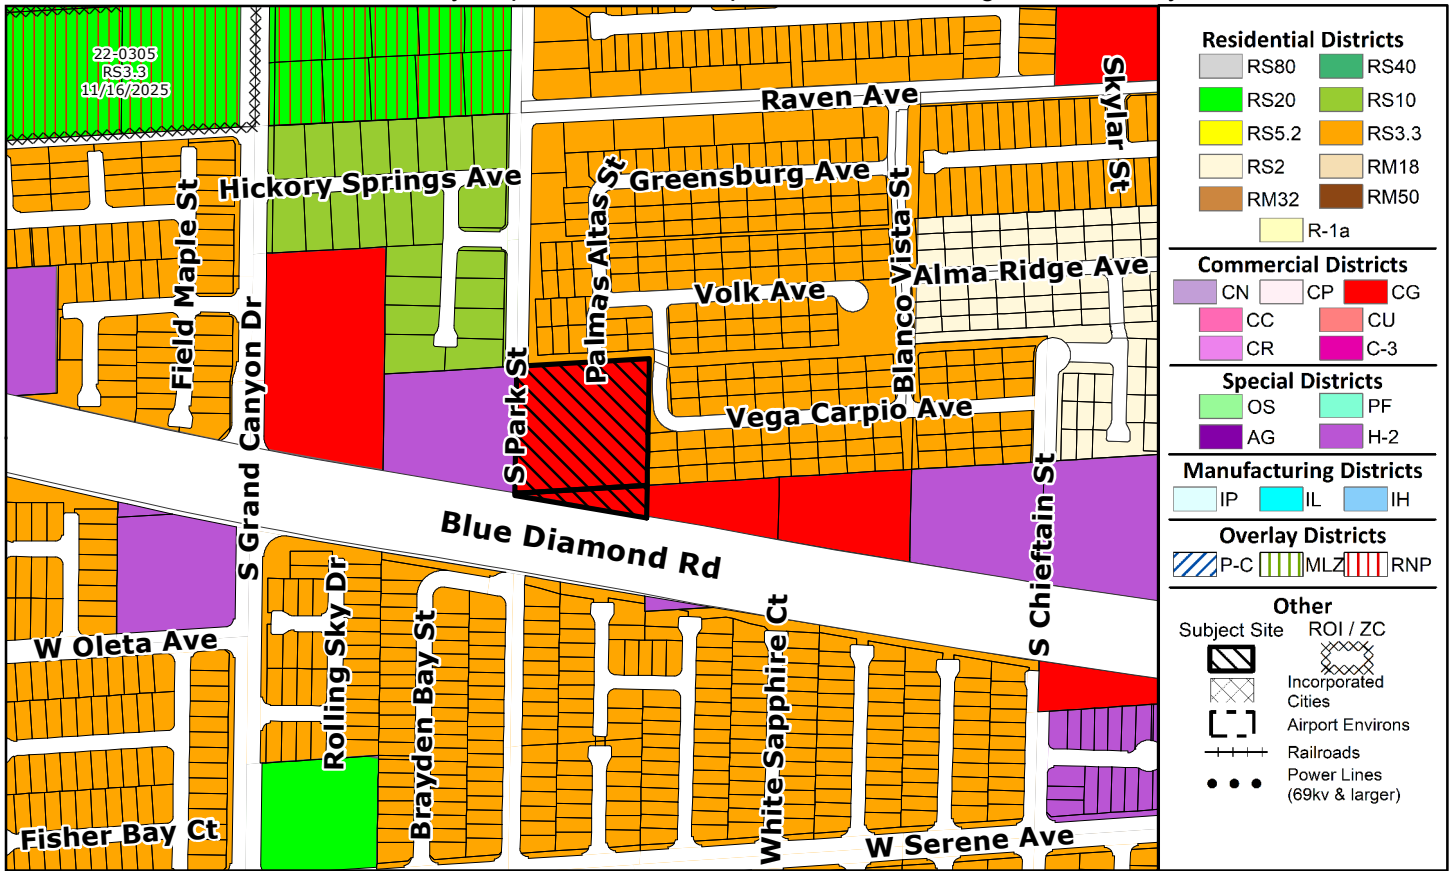 22-0305
RS3.3
11/16/2025
Raven Ave
Skylar St
Hickory Springs Ave
Greensburg Ave
Field Maple St
Palmas Altas St
Blanco Vista St
Alma Ridge Ave
Volk Ave
S Grand Canyon Dr
S Park St
Vega Carpio Ave
S Chieftain St
Blue Diamond Rd
W Oleta Ave
Rolling Sky Dr
Brayden Bay St
White Sapphire Ct
Fisher Bay Ct
W Serene Ave
Residential Districts
RS80
RS40
RS20
RS10
RS5.2
RS3.3
RS2
RM18
RM32
RM50
R-1a
Commercial Districts
CN
CP
CG
CC
CU
CR
C-3
Special Districts
OS
PF
AG
H-2
Manufacturing Districts
IP
IL
IH
Overlay Districts
P-C
MLZ
RNP
Other
Subject Site
ROI / ZC
Incorporated
Cities
Airport Environs
Railroads
Power Lines
(69kv & larger)